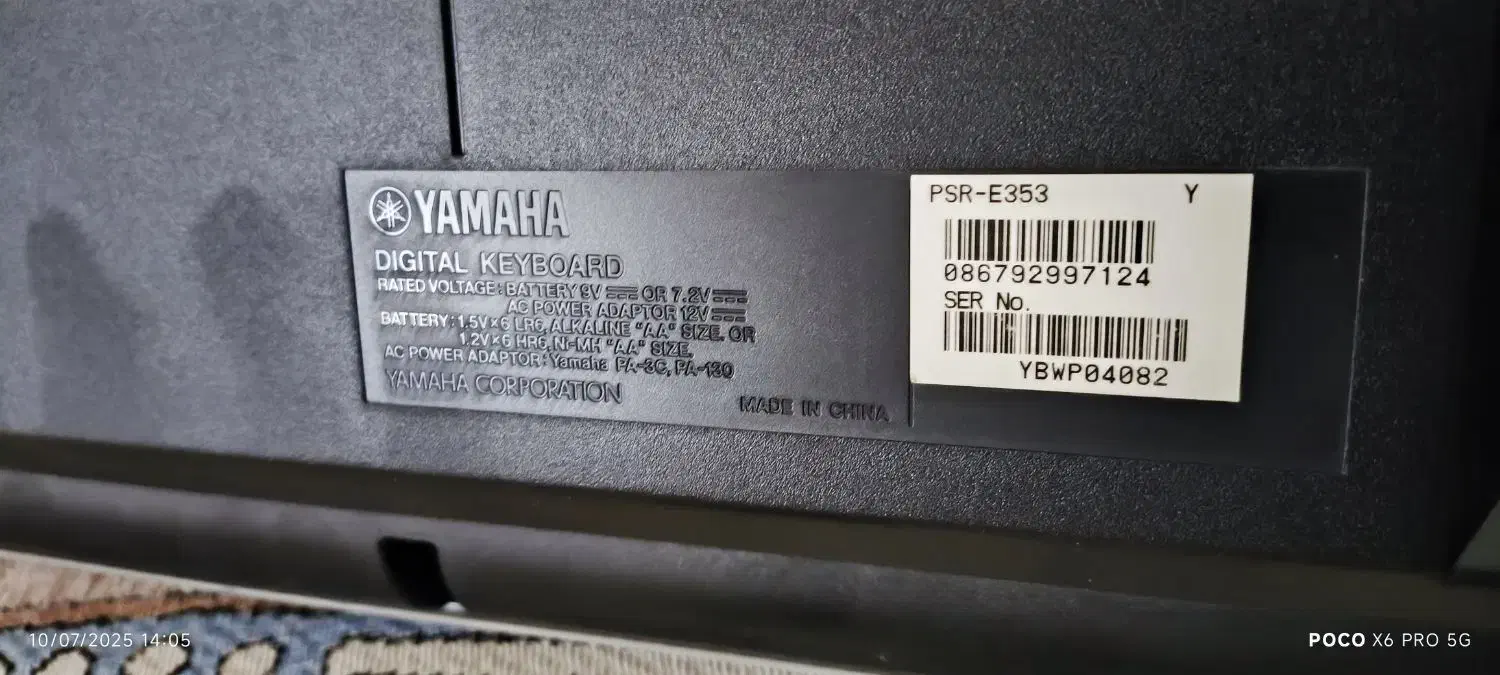 YAMAHA
DIGITAL KEYBOARD
RATED VOLTAGE: BATTERY 9V OR 7.2V
AC POWER ADAPTOR 12V
BATTERY: 1.5V×6 LR6, ALKALINE "AA" SIZE. OR
1.2V×6 HR6, Ni-MH "AA" SIZE.
AC POWER ADAPTOR: Yamaha PA-3C, PA-130
YAMAHA CORPORATION
MADE IN CHINA
PSR-E353 Y
086792997124
SER No.
YBWP04082
10/07/2025 14:05
POCO X6 PRO 5G